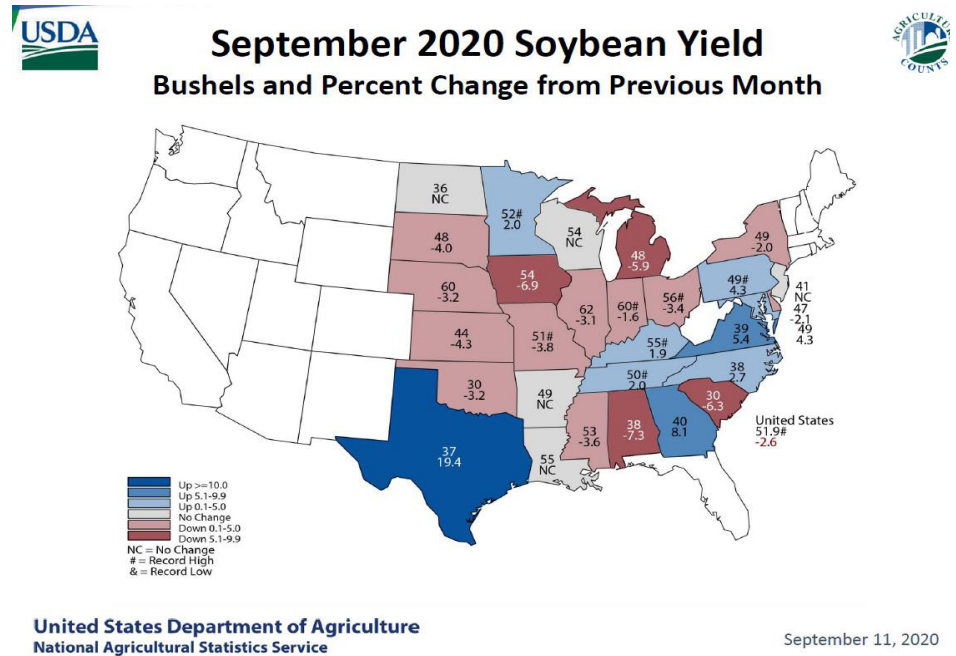 USDA
AGRICULTURE
COUNTS
September 2020 Soybean Yield
Bushels and Percent Change from Previous Month
36
NC
52#
2.0
54
NC
48
-5.9
49
-2.0
48
-4.0
54
-6.9
49#
4.3
41
NC
47
-2.1
49
4.3
60
-3.2
62
-3.1
60#
-1.6
56#
-3.4
39
5.4
44
-4.3
51#
-3.8
55#
1.9
38
2.7
30
-3.2
49
NC
50#
2.0
30
-6.3
37
19.4
55
NC
53
-3.6
38
-7.3
40
8.1
United States
51.9#
-2.6
Up >=10.0
Up 5.1-9.9
Up 0.1-5.0
No Change
Down 0.1-5.0
Down 5.1-9.9
NC = No Change
# = Record High
& = Record Low
United States Department of Agriculture
National Agricultural Statistics Service
September 11, 2020